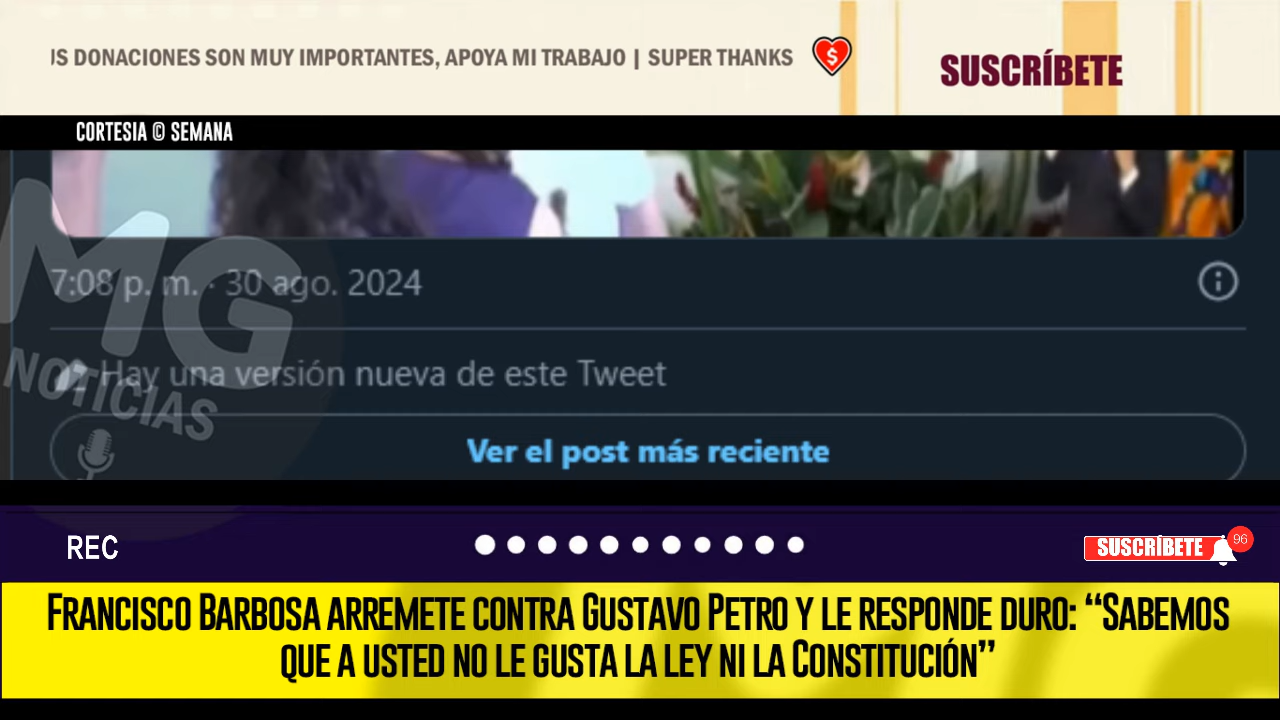 US DONACIONES SON MUY IMPORTANTES, APOYA MI TRABAJO | SUPER THANKS
$
SUSCRÍBETE
CORTESIA © SEMANA
MG
NOTICIAS
7:08 p. m. · 30 ago. 2024
Hay una versión nueva de este Tweet
Ver el post más reciente
REC
SUSCRÍBETE
96
FRANCISCO BARBOSA ARREMETE CONTRA GUSTAVO PETRO Y LE RESPONDE DURO: “SABEMOS
QUE A USTED NO LE GUSTA LA LEY NI LA CONSTITUCIÓN”